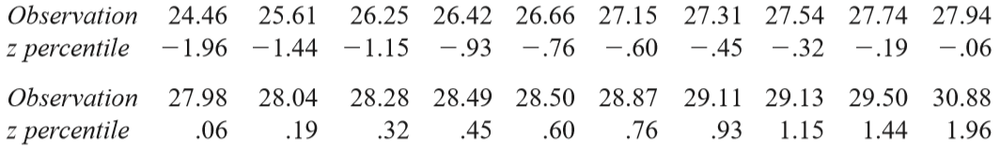 Observation 24.46 25.61 26.25 26.42 26.66 27.15 27.31 27.54 27.74 27.94
z percentile −1.96 −1.44 −1.15 −.93 −.76 −.60 −.45 −.32 −.19 −.06
Observation 27.98 28.04 28.28 28.49 28.50 28.87 29.11 29.13 29.50 30.88
z percentile .06 .19 .32 .45 .60 .76 .93 1.15 1.44 1.96